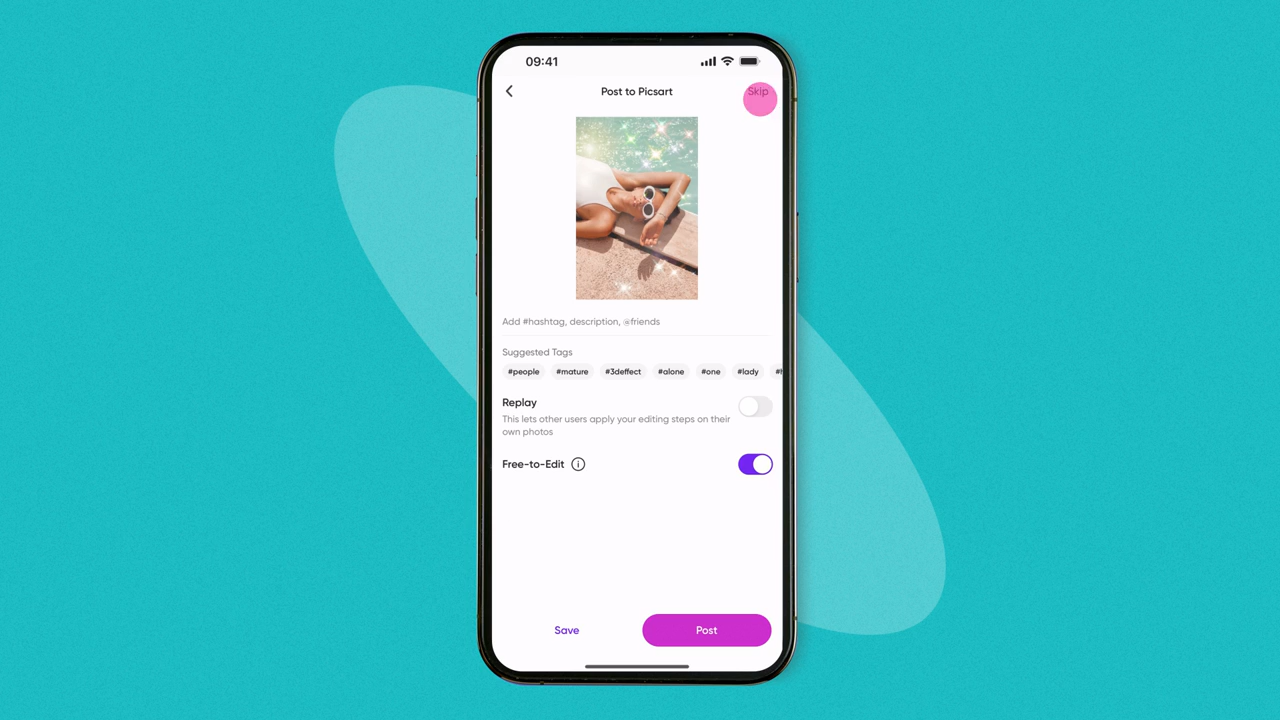 09:41
Post to Picsart
Skip
Add #hashtag, description, @friends
Suggested Tags
#people #mature #3deffect #alone #one #lady
Replay
This lets other users apply your editing steps on their
own photos
Free-to-Edit
Save
Post